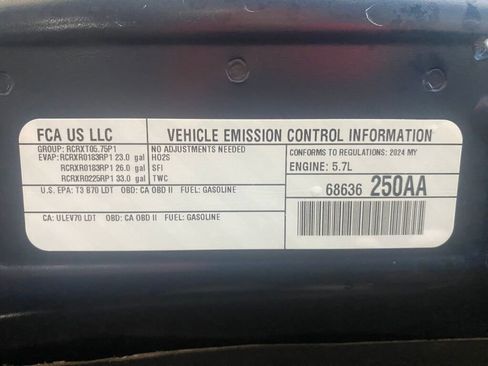 FCA US LLC
VEHICLE EMISSION CONTROL INFORMATION
GROUP: RCRXT05.75P1
EVAP: RCRXR0183RP1 23.0 gal
RCRXR0183RP1 26.0 gal
RCRXR0225RP1 33.0 gal
NO ADJUSTMENTS NEEDED
HO2S
SFI
TWC
CONFORMS TO REGULATIONS: 2024 MY
ENGINE: 5.7L
U.S. EPA: T3 B70 LDT OBD: CA OBD II FUEL: GASOLINE
CA: ULEV70 LDT OBD: CA OBD II FUEL: GASOLINE
68636 250AA